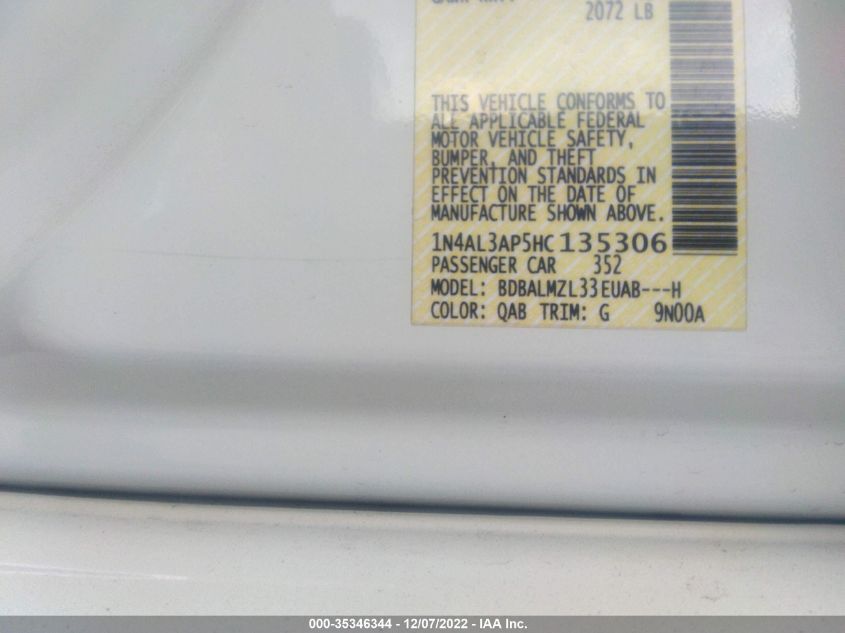 2072 LB
THIS VEHICLE CONFORMS TO
ALL APPLICABLE FEDERAL
MOTOR VEHICLE SAFETY,
BUMPER, AND THEFT
PREVENTION STANDARDS IN
EFFECT ON THE DATE OF
MANUFACTURE SHOWN ABOVE.
1N4AL3AP5HC135306
PASSENGER CAR 352
MODEL: BDBALMZL33EUAB---H
COLOR: QAB TRIM: G 9N00A
000-35346344 - 12/07/2022 - IAA Inc.